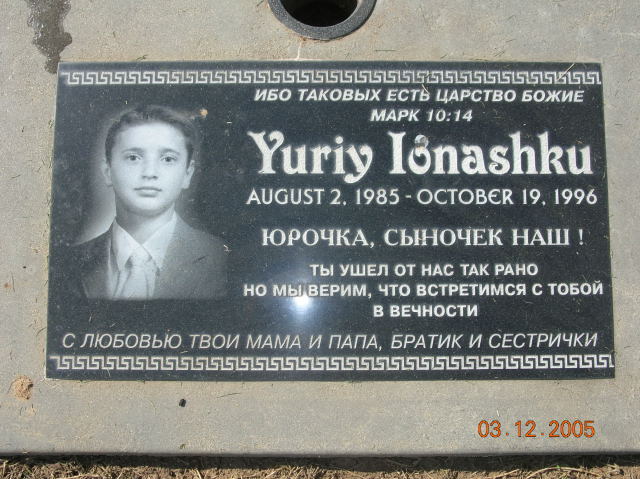 ИБО ТАКОВЫХ ЕСТЬ ЦАРСТВО БОЖИЕ
МАРК 10:14
Yuriy Ionashku
AUGUST 2, 1985 - OCTOBER 19, 1996
ЮРОЧКА, СЫНОЧЕК НАШ !
ТЫ УШЕЛ ОТ НАС ТАК РАНО
НО МЫ ВЕРИМ, ЧТО ВСТРЕТИМСЯ С ТОБОЙ
В ВЕЧНОСТИ
С ЛЮБОВЬЮ ТВОИ МАМА И ПАПА, БРАТИК И СЕСТРИЧКИ
03.12.2005